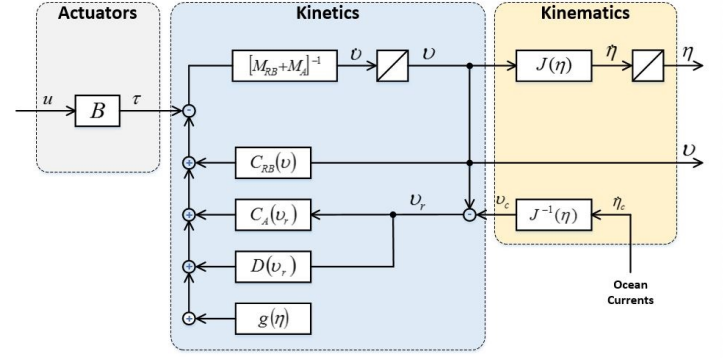 Actuators
Kinetics
Kinematics
[M_RB+M_A]⁻¹
υ̇
υ
J(η)
η̇
η
u
B
τ
-
+
C_RB(υ)
υ
+
C_A(υ_r)
υ_r
-
υ_c
J⁻¹(η)
η̇_c
+
D(υ_r)
Ocean
Currents
+
g(η)